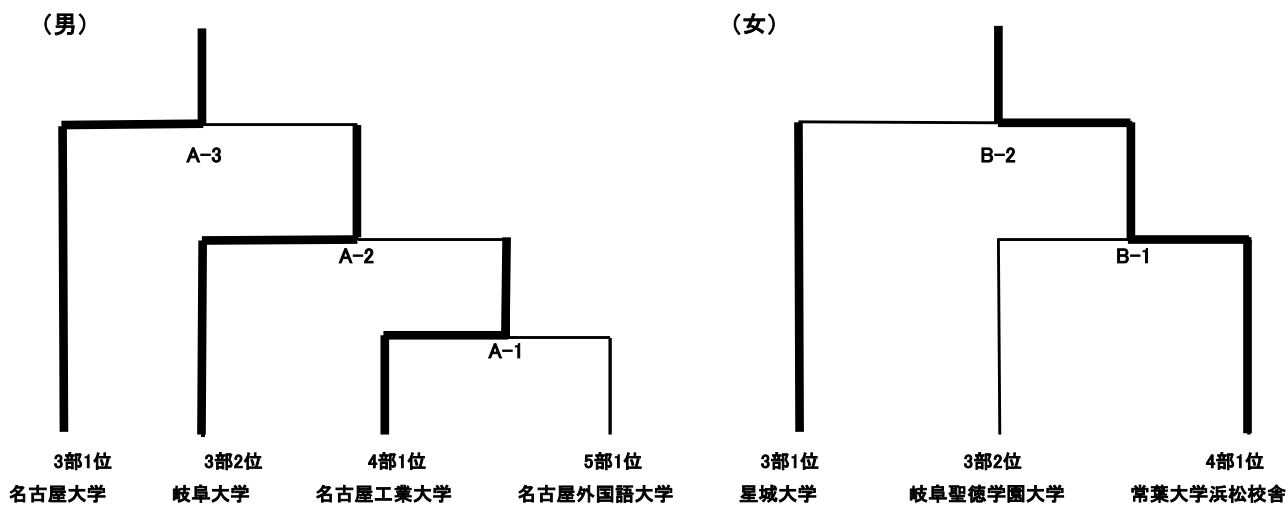 (男)
(女)
A-3
B-2
A-2
B-1
A-1
3部1位
3部2位
4部1位
5部1位
3部1位
3部2位
4部1位
名古屋大学
岐阜大学
名古屋工業大学
名古屋外国語大学
星城大学
岐阜聖徳学園大学
常葉大学浜松校舎